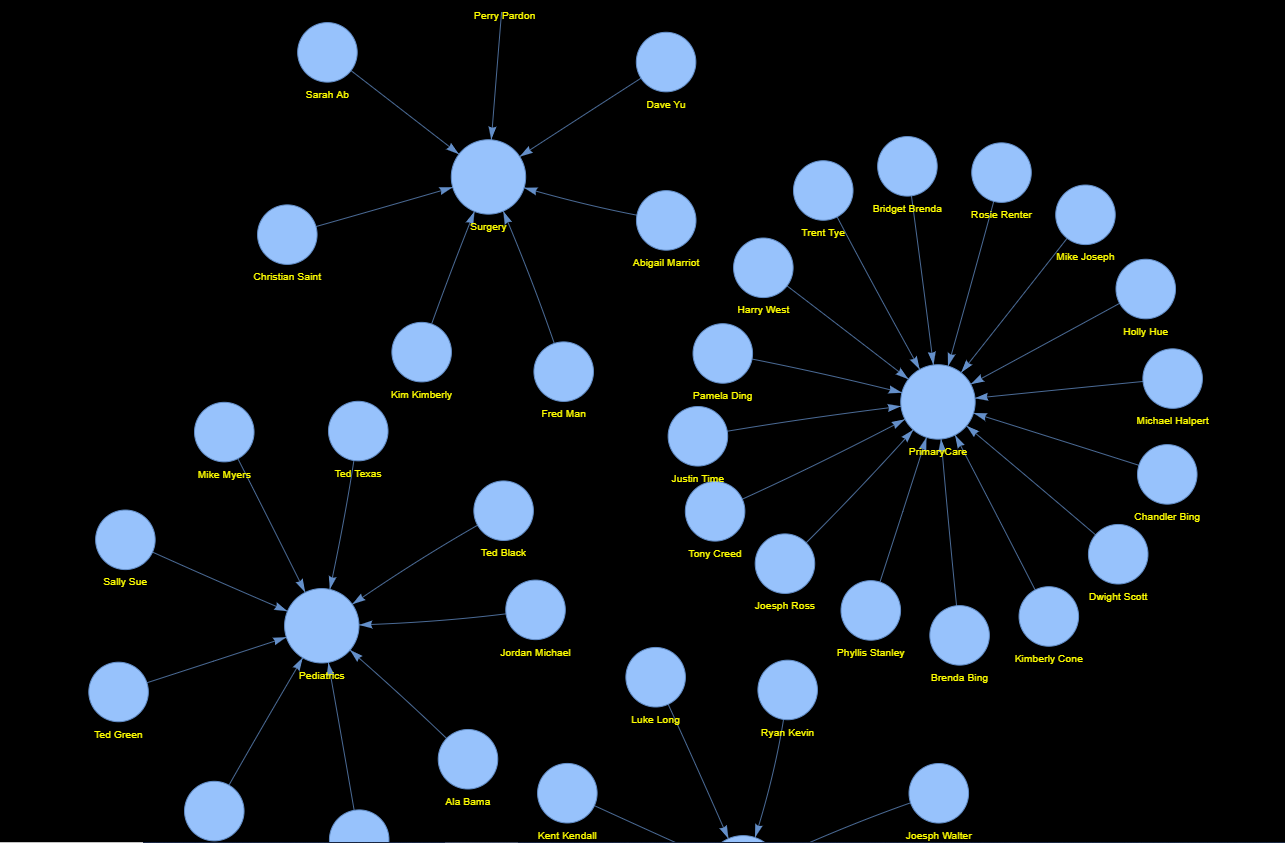 Perry Pardon
Sarah Ab
Dave Yu
Bridget Brenda
Rosie Renter
Surgery
Trent Tye
Mike Joseph
Abigail Marriot
Christian Saint
Harry West
Holly Hue
Kim Kimberly
Pamela Ding
Fred Man
Michael Halpert
PrimaryCare
Mike Myers
Ted Texas
Justin Time
Chandler Bing
Ted Black
Tony Creed
Sally Sue
Dwight Scott
Joesph Ross
Jordan Michael
Phyllis Stanley
Kimberly Cone
Pediatrics
Brenda Bing
Luke Long
Ryan Kevin
Ted Green
Ala Bama
Kent Kendall
Joesph Walter